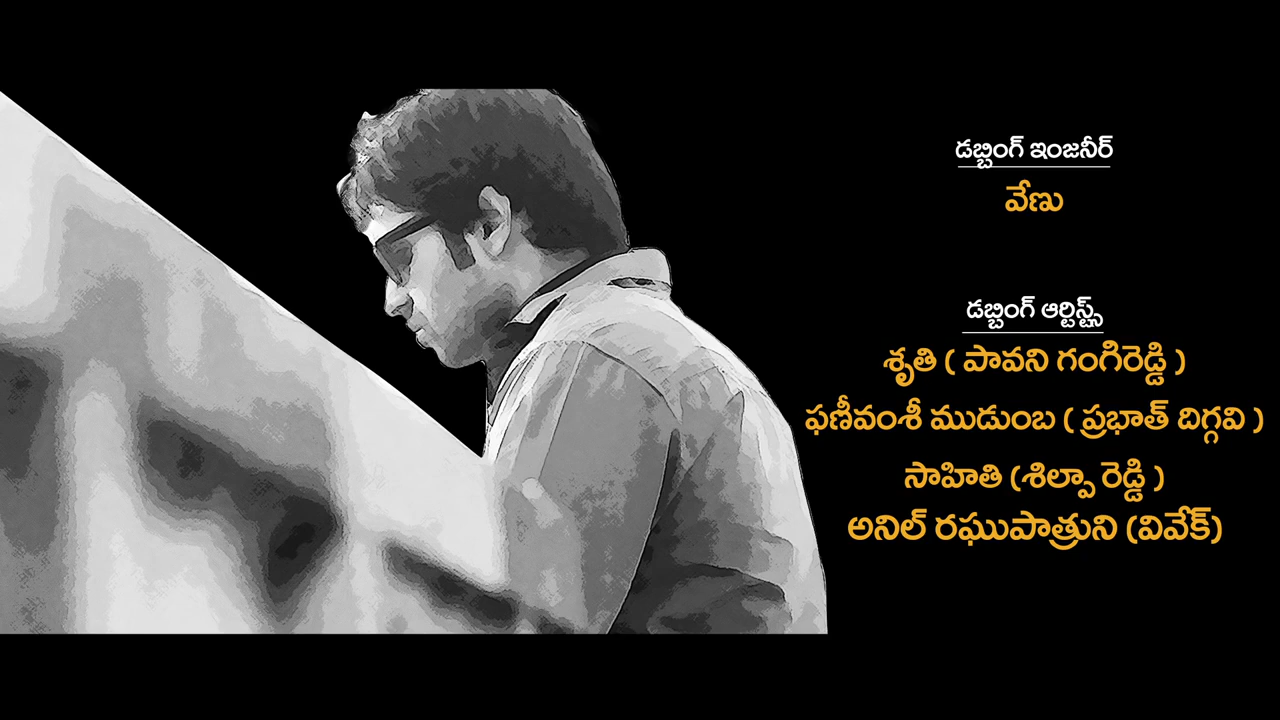 డబ్బింగ్ ఇంజనీర్
వేణు
డబ్బింగ్ ఆర్టిస్ట్స్
శృతి ( పావని గంగిరెడ్డి )
ఫణీవంశీ ముడుంబ ( ప్రభాత్ దిగ్గవి )
సాహితి (శిల్పా రెడ్డి )
అనిల్ రఘుపాత్రుని (వివేక్)